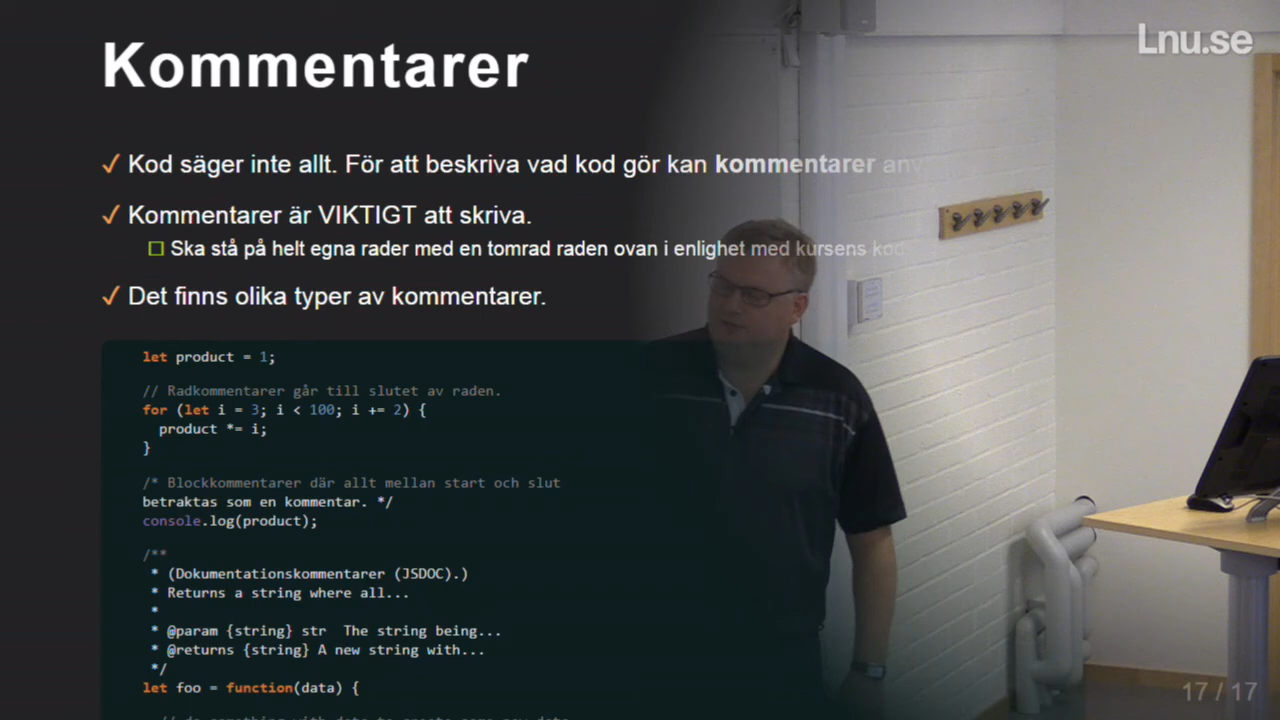 Kommentarer
Lnu.se
✓ Kod säger inte allt. För att beskriva vad kod gör kan kommentarer
✓ Kommentarer är VIKTIGT att skriva.
Ska stå på helt egna rader med en tomrad raden ovan i enlighet med kursens
✓ Det finns olika typer av kommentarer.
let product = 1;
// Radkommentarer går till slutet av raden.
for (let i = 3; i < 100; i += 2) {
product *= i;
}
/* Blockkommentarer där allt mellan start och slut
betraktas som en kommentar. */
console.log(product);
/**
* (Dokumentationskommentarer (JSDOC).)
* Returns a string where all...
*
* @param {string} str The string being...
* @returns {string} A new string with...
*/
let foo = function(data) {
17 / 17